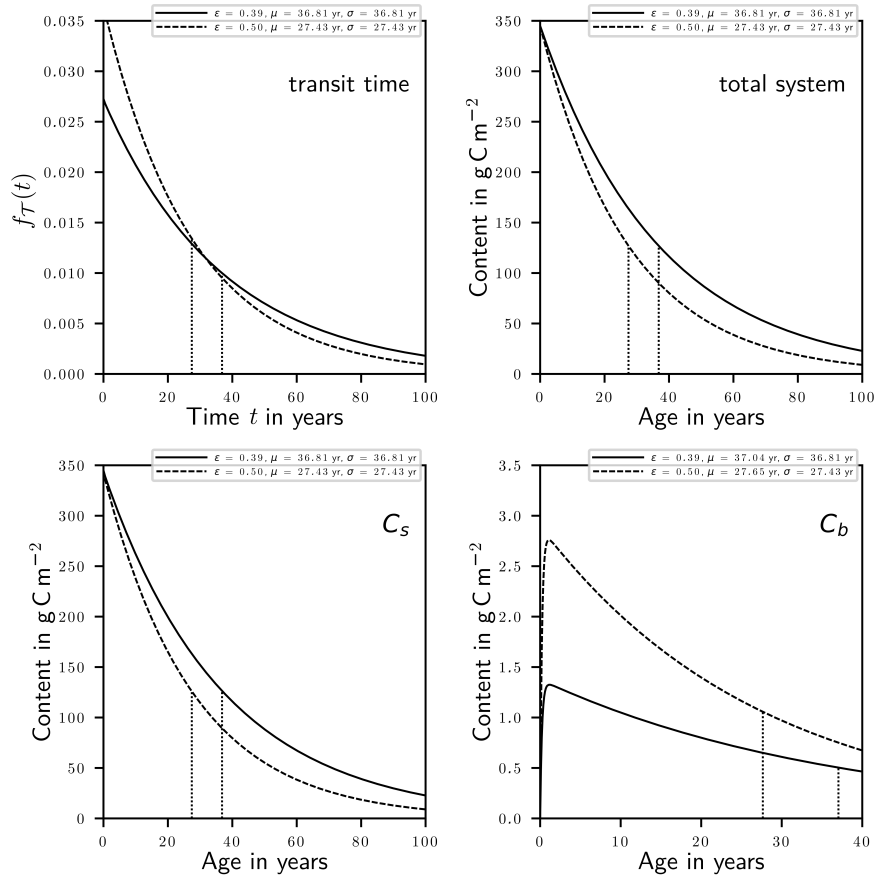 ε = 0.39, μ = 36.81 yr, σ = 36.81 yr
ε = 0.50, μ = 27.43 yr, σ = 27.43 yr
transit time
0.035
0.030
0.025
0.020
0.015
0.010
0.005
0.000
f𝒯(t)
0 20 40 60 80 100
Time t in years
ε = 0.39, μ = 36.81 yr, σ = 36.81 yr
ε = 0.50, μ = 27.43 yr, σ = 27.43 yr
total system
350
300
250
200
150
100
50
0
Content in g C m−2
0 20 40 60 80 100
Age in years
ε = 0.39, μ = 36.81 yr, σ = 36.81 yr
ε = 0.50, μ = 27.43 yr, σ = 27.43 yr
Cs
350
300
250
200
150
100
50
0
Content in g C m−2
0 20 40 60 80 100
Age in years
ε = 0.39, μ = 37.04 yr, σ = 36.81 yr
ε = 0.50, μ = 27.65 yr, σ = 27.43 yr
Cb
3.5
3.0
2.5
2.0
1.5
1.0
0.5
0.0
Content in g C m−2
0 10 20 30 40
Age in years